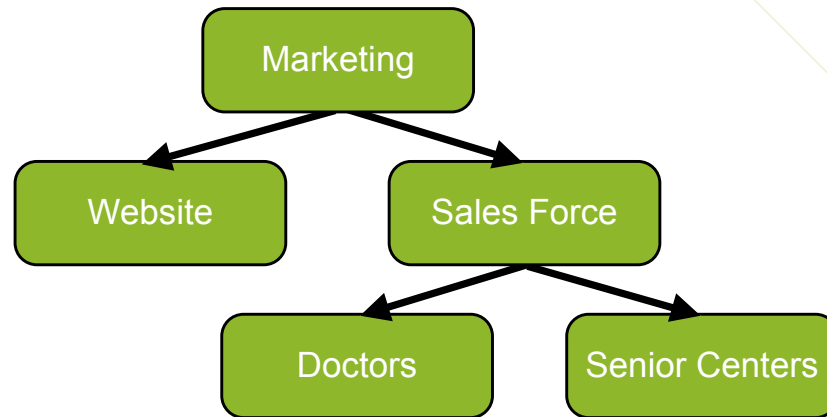 Marketing
Website
Sales Force
Doctors
Senior Centers